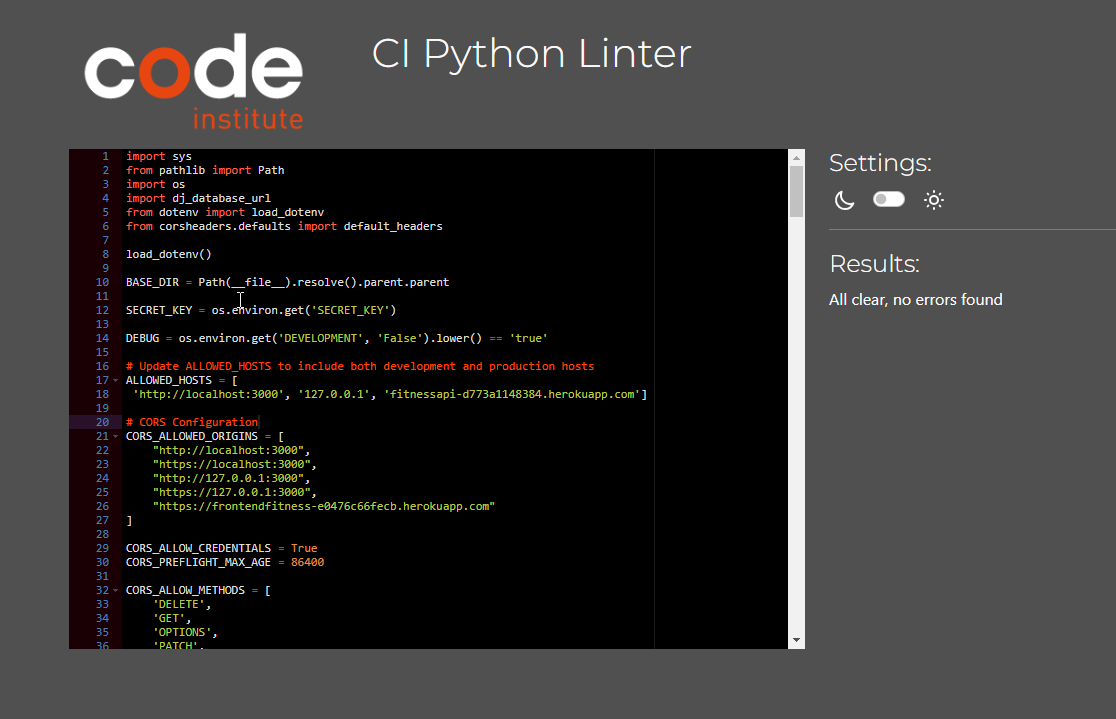 code
institute
CI Python Linter
1 import sys
2 from pathlib import Path
3 import os
4 import dj_database_url
5 from dotenv import load_dotenv
6 from corsheaders.defaults import default_headers
7
8 load_dotenv()
9
10 BASE_DIR = Path(__file__).resolve().parent.parent
11
12 SECRET_KEY = os.environ.get('SECRET_KEY')
13
14 DEBUG = os.environ.get('DEVELOPMENT', 'False').lower() == 'true'
15
16 # Update ALLOWED_HOSTS to include both development and production hosts
17 ALLOWED_HOSTS = [
18  'http://localhost:3000', '127.0.0.1', 'fitnessapi-d773a1148384.herokuapp.com']
19
20 # CORS Configuration
21 CORS_ALLOWED_ORIGINS = [
22     "http://localhost:3000",
23     "https://localhost:3000",
24     "http://127.0.0.1:3000",
25     "https://127.0.0.1:3000",
26     "https://frontendfitness-e0476c66fecb.herokuapp.com"
27 ]
28
29 CORS_ALLOW_CREDENTIALS = True
30 CORS_PREFLIGHT_MAX_AGE = 86400
31
32 CORS_ALLOW_METHODS = [
33     'DELETE',
34     'GET',
35     'OPTIONS',
36     'PATCH',
Settings:
Results:
All clear, no errors found